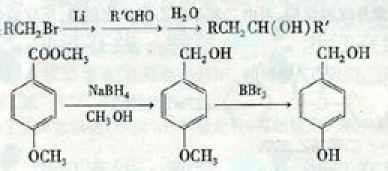 RCH₂Br Li R′CHO H₂O RCH₂CH(OH)R′
COOCH₃ CH₂OH CH₂OH
NaBH₄ BBr₃
CH₃OH
OCH₃ OCH₃ OH